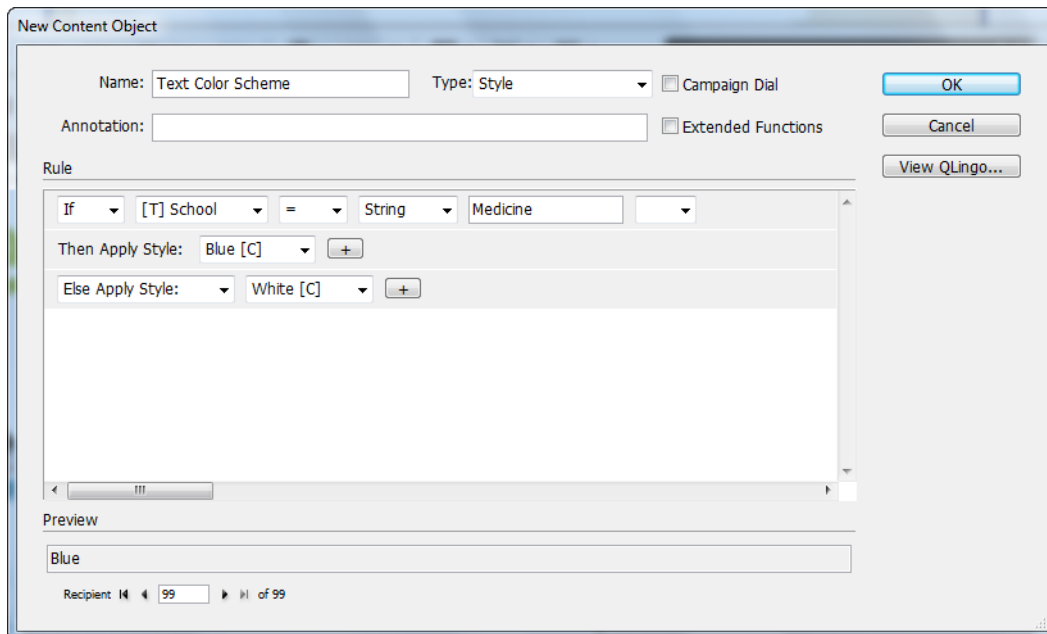 New Content Object
Name: Text Color Scheme Type: Style Campaign Dial OK
Annotation: Extended Functions Cancel
Rule View QLingo...
If [T] School = String Medicine
Then Apply Style: Blue [C] +
Else Apply Style: White [C] +
Preview
Blue
Recipient 99 of 99